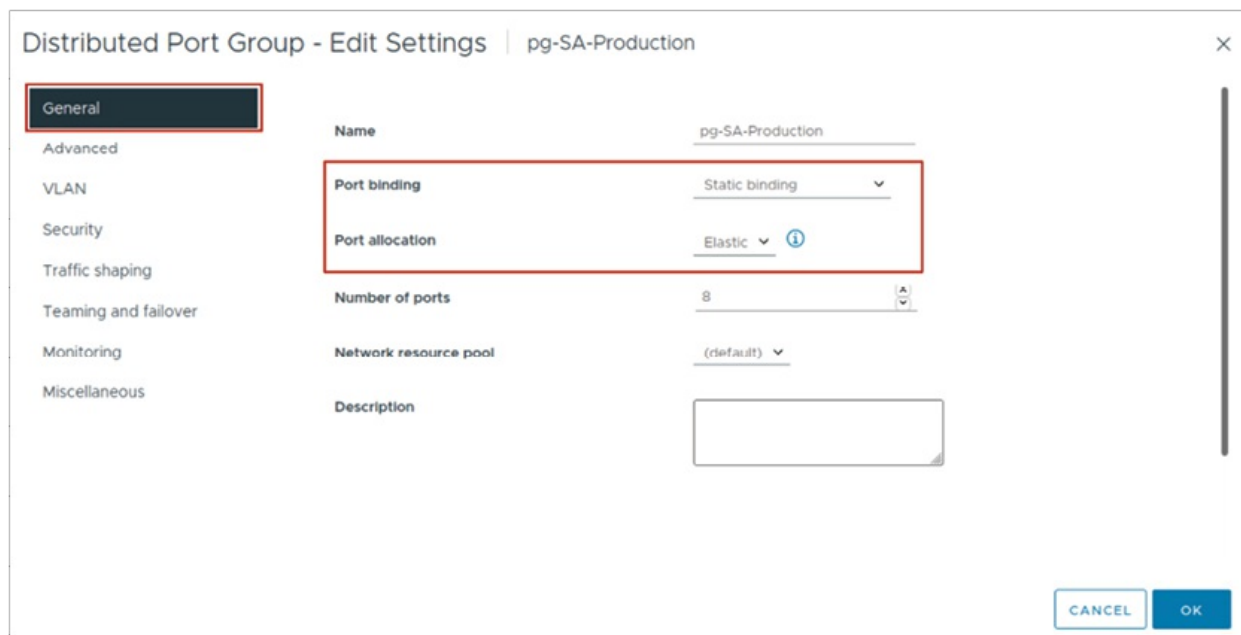 Distributed Port Group - Edit Settings | pg-SA-Production
General
Advanced
VLAN
Security
Traffic shaping
Teaming and failover
Monitoring
Miscellaneous
Name pg-SA-Production
Port binding Static binding
Port allocation Elastic
Number of ports 8
Network resource pool (default)
Description
CANCEL OK